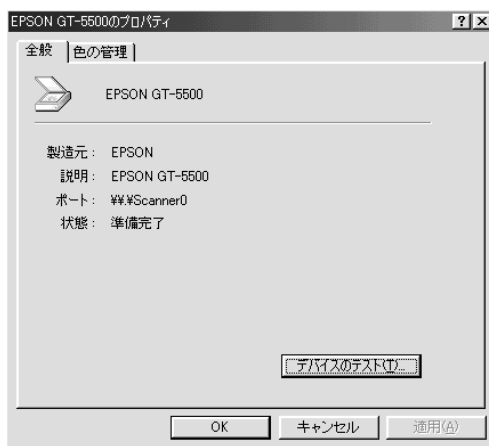 EPSON GT-5500のプロパティ
? ×
全般 色の管理
EPSON GT-5500
製造元： EPSON
説明： EPSON GT-5500
ポート： ¥¥.¥Scanner0
状態： 準備完了
デバイスのテスト(T)...
OK キャンセル 適用(A)